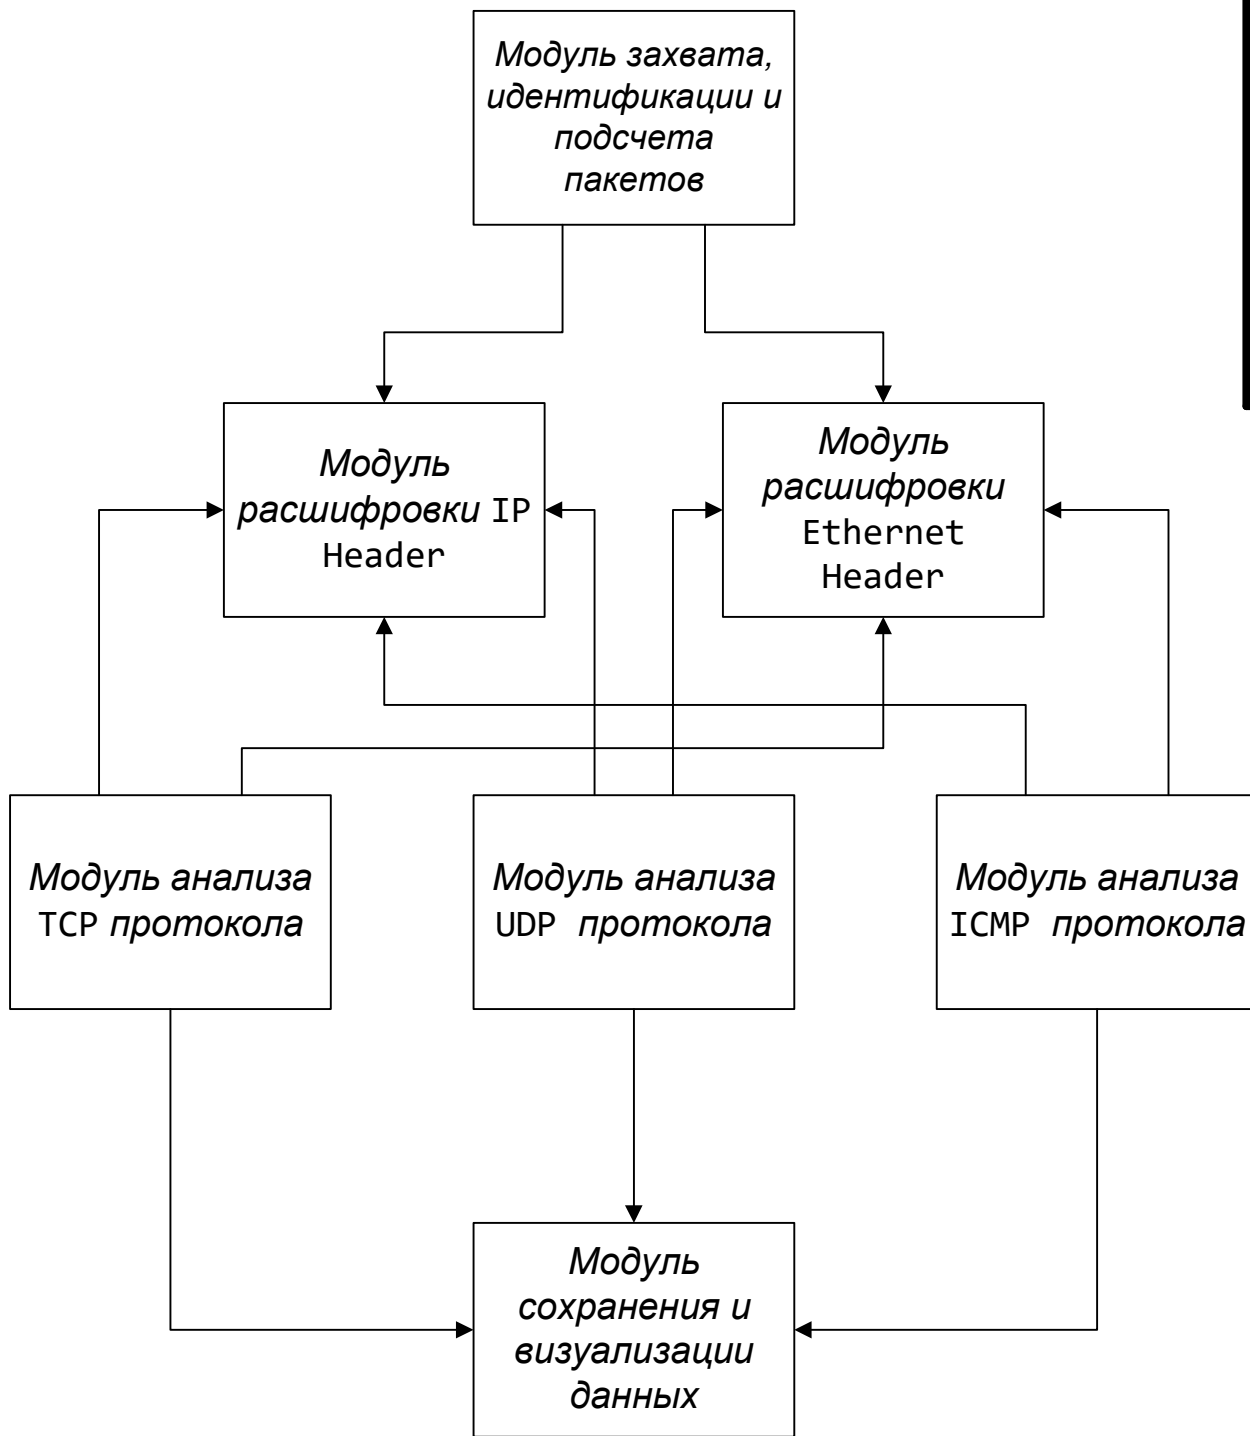 Модуль захвата,
идентификации и
подсчета
пакетов
Модуль
расшифровки IP
Header
Модуль
расшифровки
Ethernet
Header
Модуль анализа
TCP протокола
Модуль анализа
UDP протокола
Модуль анализа
ICMP протокола
Модуль
сохранения и
визуализации
данных